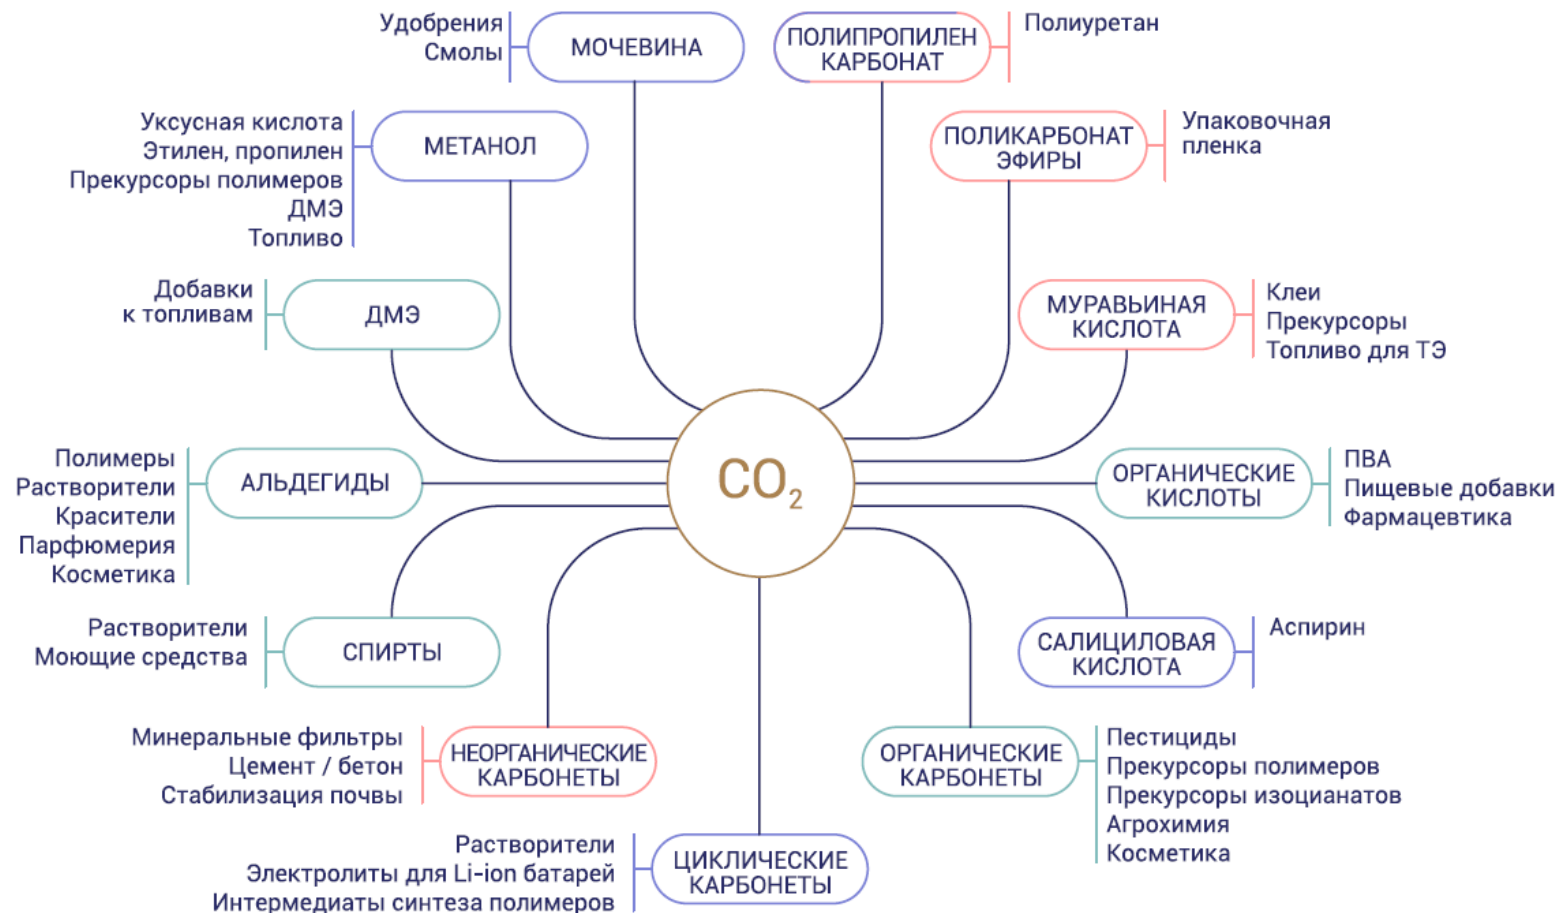 Удобрения
Смолы
МОЧЕВИНА
ПОЛИПРОПИЛЕН
КАРБОНАТ
Полиуретан
Уксусная кислота
Этилен, пропилен
Прекурсоры полимеров
ДМЭ
Топливо
МЕТАНОЛ
ПОЛИКАРБОНАТ
ЭФИРЫ
Упаковочная
пленка
Добавки
к топливам
ДМЭ
МУРАВЬИНАЯ
КИСЛОТА
Клеи
Прекурсоры
Топливо для ТЭ
Полимеры
Растворители
Красители
Парфюмерия
Косметика
АЛЬДЕГИДЫ
CO₂
ОРГАНИЧЕСКИЕ
КИСЛОТЫ
ПВА
Пищевые добавки
Фармацевтика
Растворители
Моющие средства
СПИРТЫ
САЛИЦИЛОВАЯ
КИСЛОТА
Аспирин
Минеральные фильтры
Цемент / бетон
Стабилизация почвы
НЕОРГАНИЧЕСКИЕ
КАРБОНЕТЫ
ОРГАНИЧЕСКИЕ
КАРБОНЕТЫ
Пестициды
Прекурсоры полимеров
Прекурсоры изоцианатов
Агрохимия
Косметика
Растворители
Электролиты для Li-ion батарей
Интермедиаты синтеза полимеров
ЦИКЛИЧЕСКИЕ
КАРБОНЕТЫ